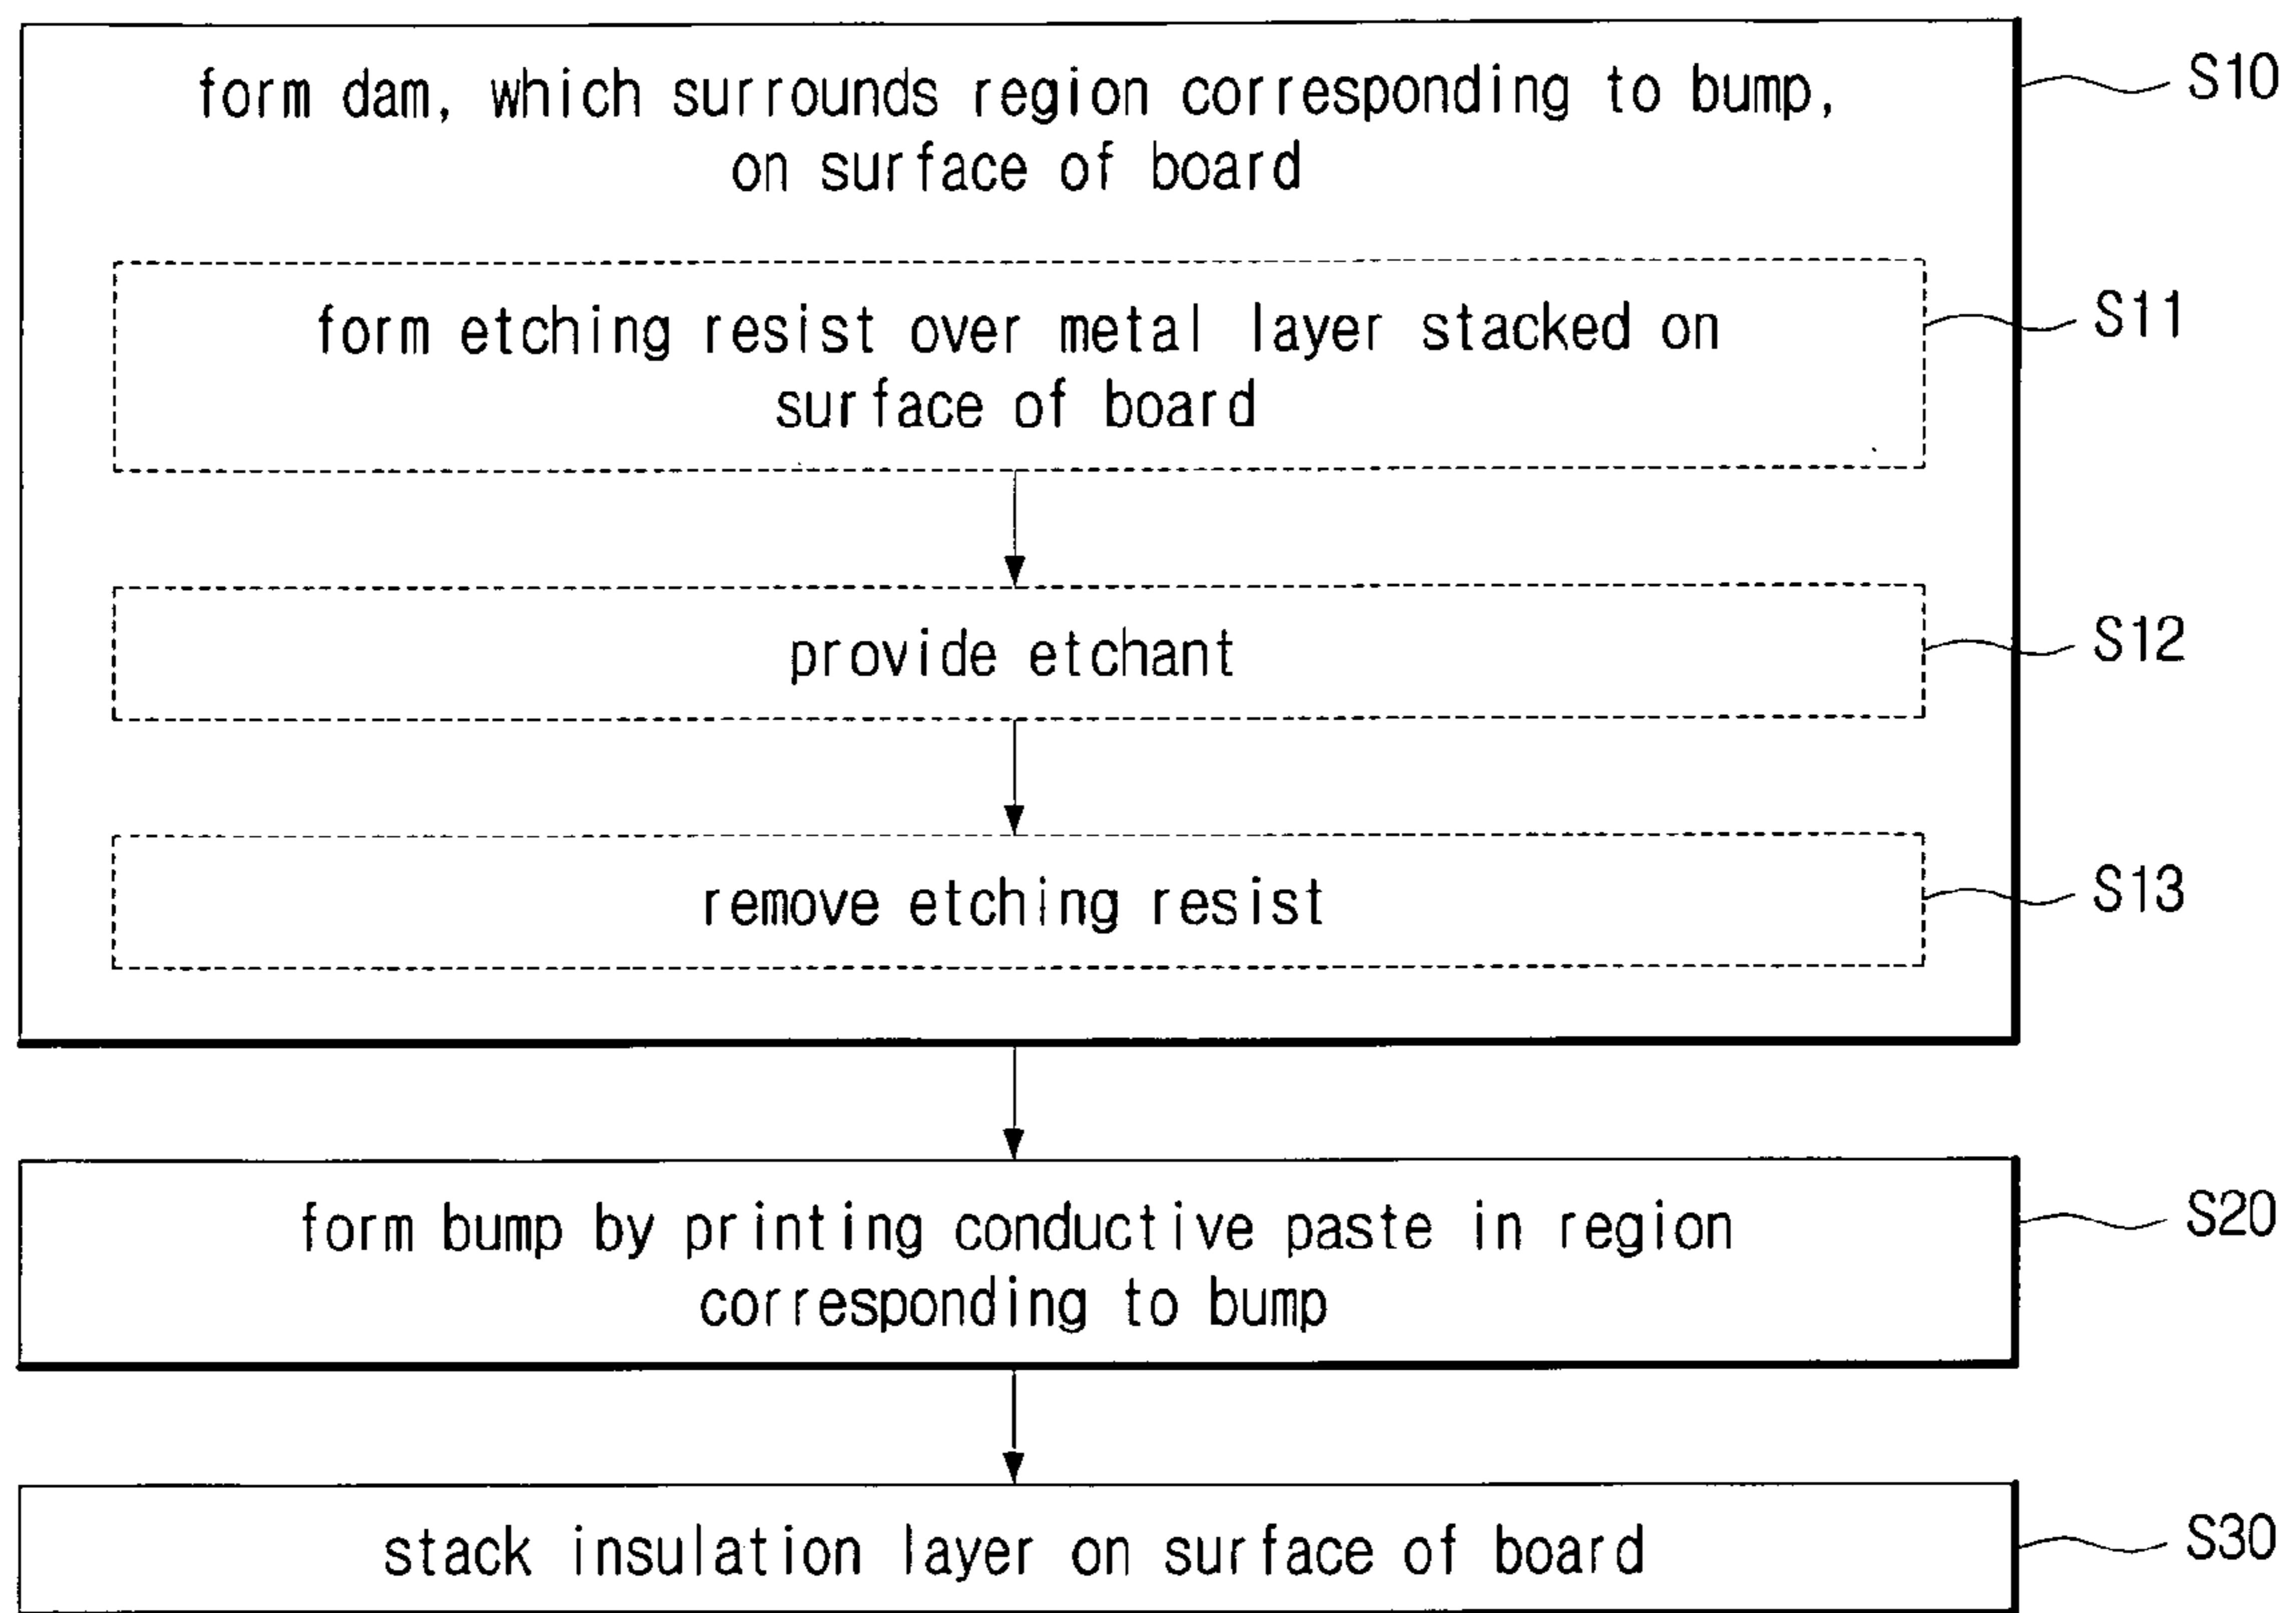 form dam, which surrounds region corresponding to bump,
on surface of board
S10
form etching resist over metal layer stacked on
surface of board
S11
provide etchant
S12
remove etching resist
S13
form bump by printing conductive paste in region
corresponding to bump
S20
stack insulation layer on surface of board
S30